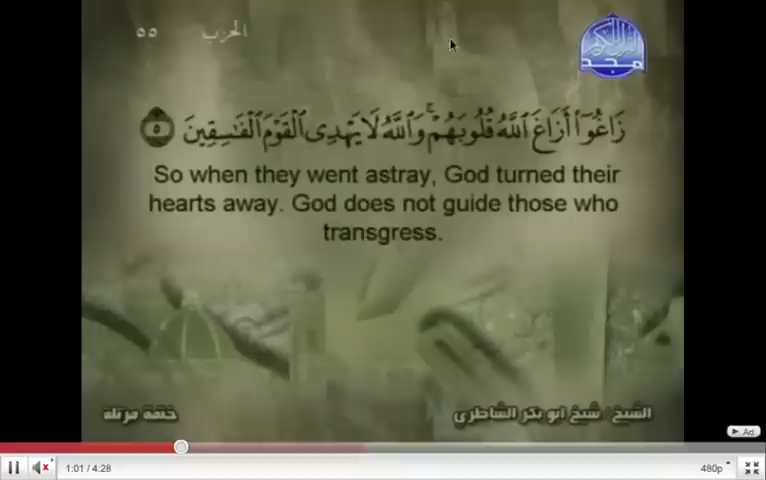 الحزب ٥٥
القرآن الكريم
مجد
زَاغُوٓا۟ أَزَاغَ ٱللَّهُ قُلُوبَهُمْ ۚ وَٱللَّهُ لَا يَهْدِى ٱلْقَوْمَ ٱلْفَٰسِقِينَ ٥
So when they went astray, God turned their
hearts away. God does not guide those who
transgress.
الشيخ / شيخ ابو بكر الشاطري
ختمة مرتلة
Ad
1:01 / 4:28
480p